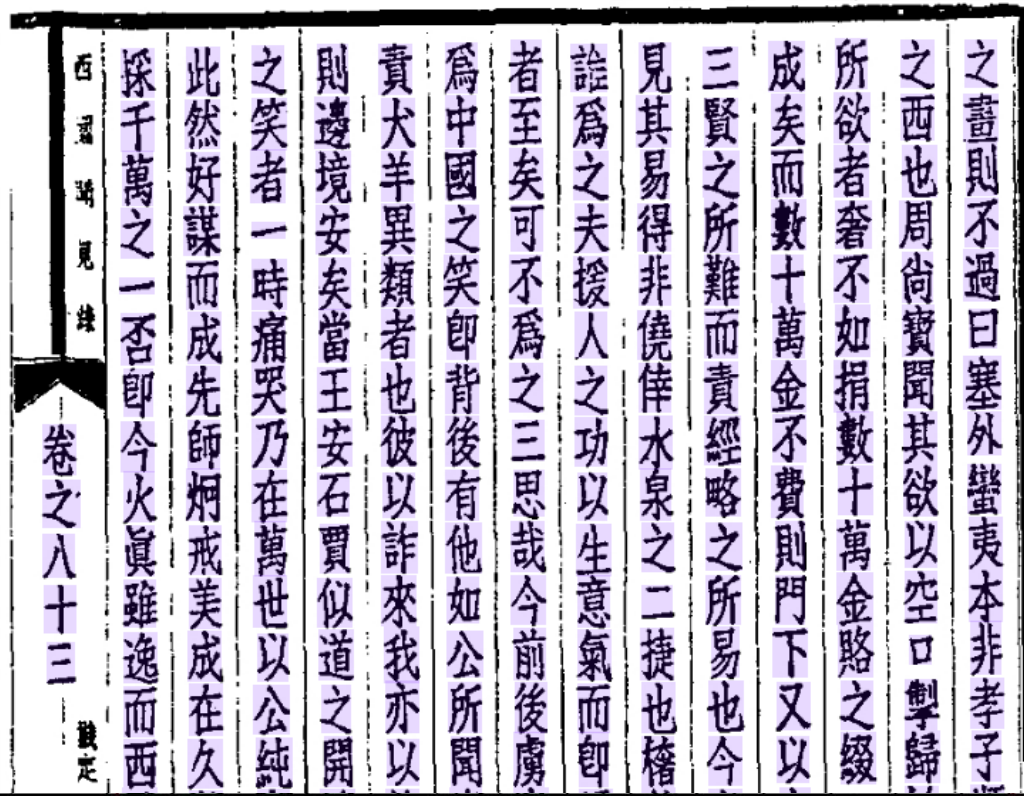 之畫則不過曰塞外蠻夷本非孝子
之西也周尙寳聞其欲以空口掣歸
所欲者奢不如捐數十萬金賂之綴
成矣而數十萬金不費則門下又以
三賢之所難而責經略之所易也今
見其易得非僥倖水泉之二捷也
爲之夫援人之功以生意氣而卽
者至矣可不爲之三思哉今前後虜
爲中國之笑卽背後有他如公所聞
責犬羊異類者也彼以詐來我亦以
則邊境安矣當王安石賈似道之開
之笑者一時痛哭乃在萬世以公純
此然好謀而成先師炯戒美成在久
採千萬之一否卽今火眞雖逸而西
西國聞見錄
卷之八十三